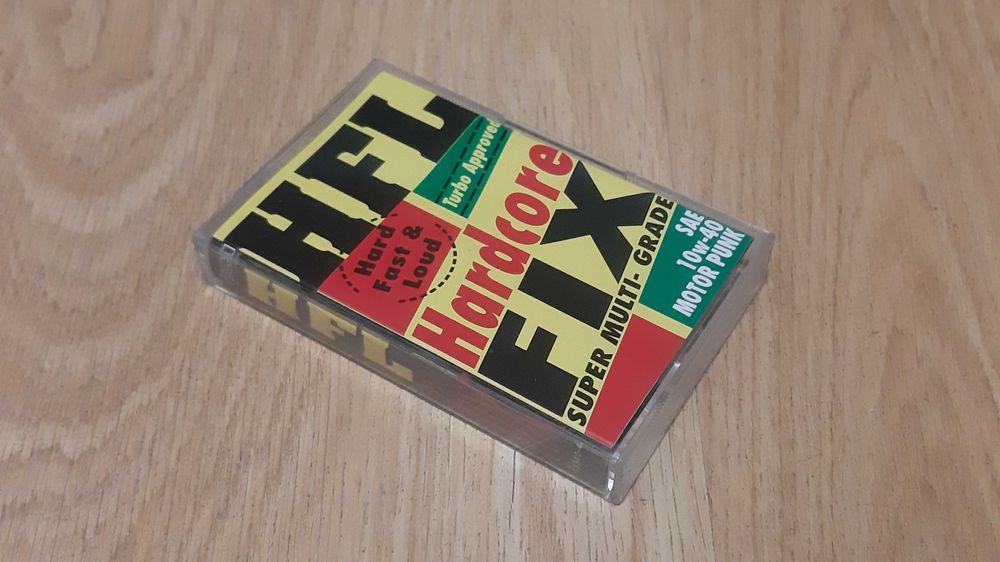 HFL
Turbo Approved
Hard
Fast &
Loud
Hardcore
FIX
SUPER MULTI- GRADE
SAE
10W-40
MOTOR PUNK
HFL